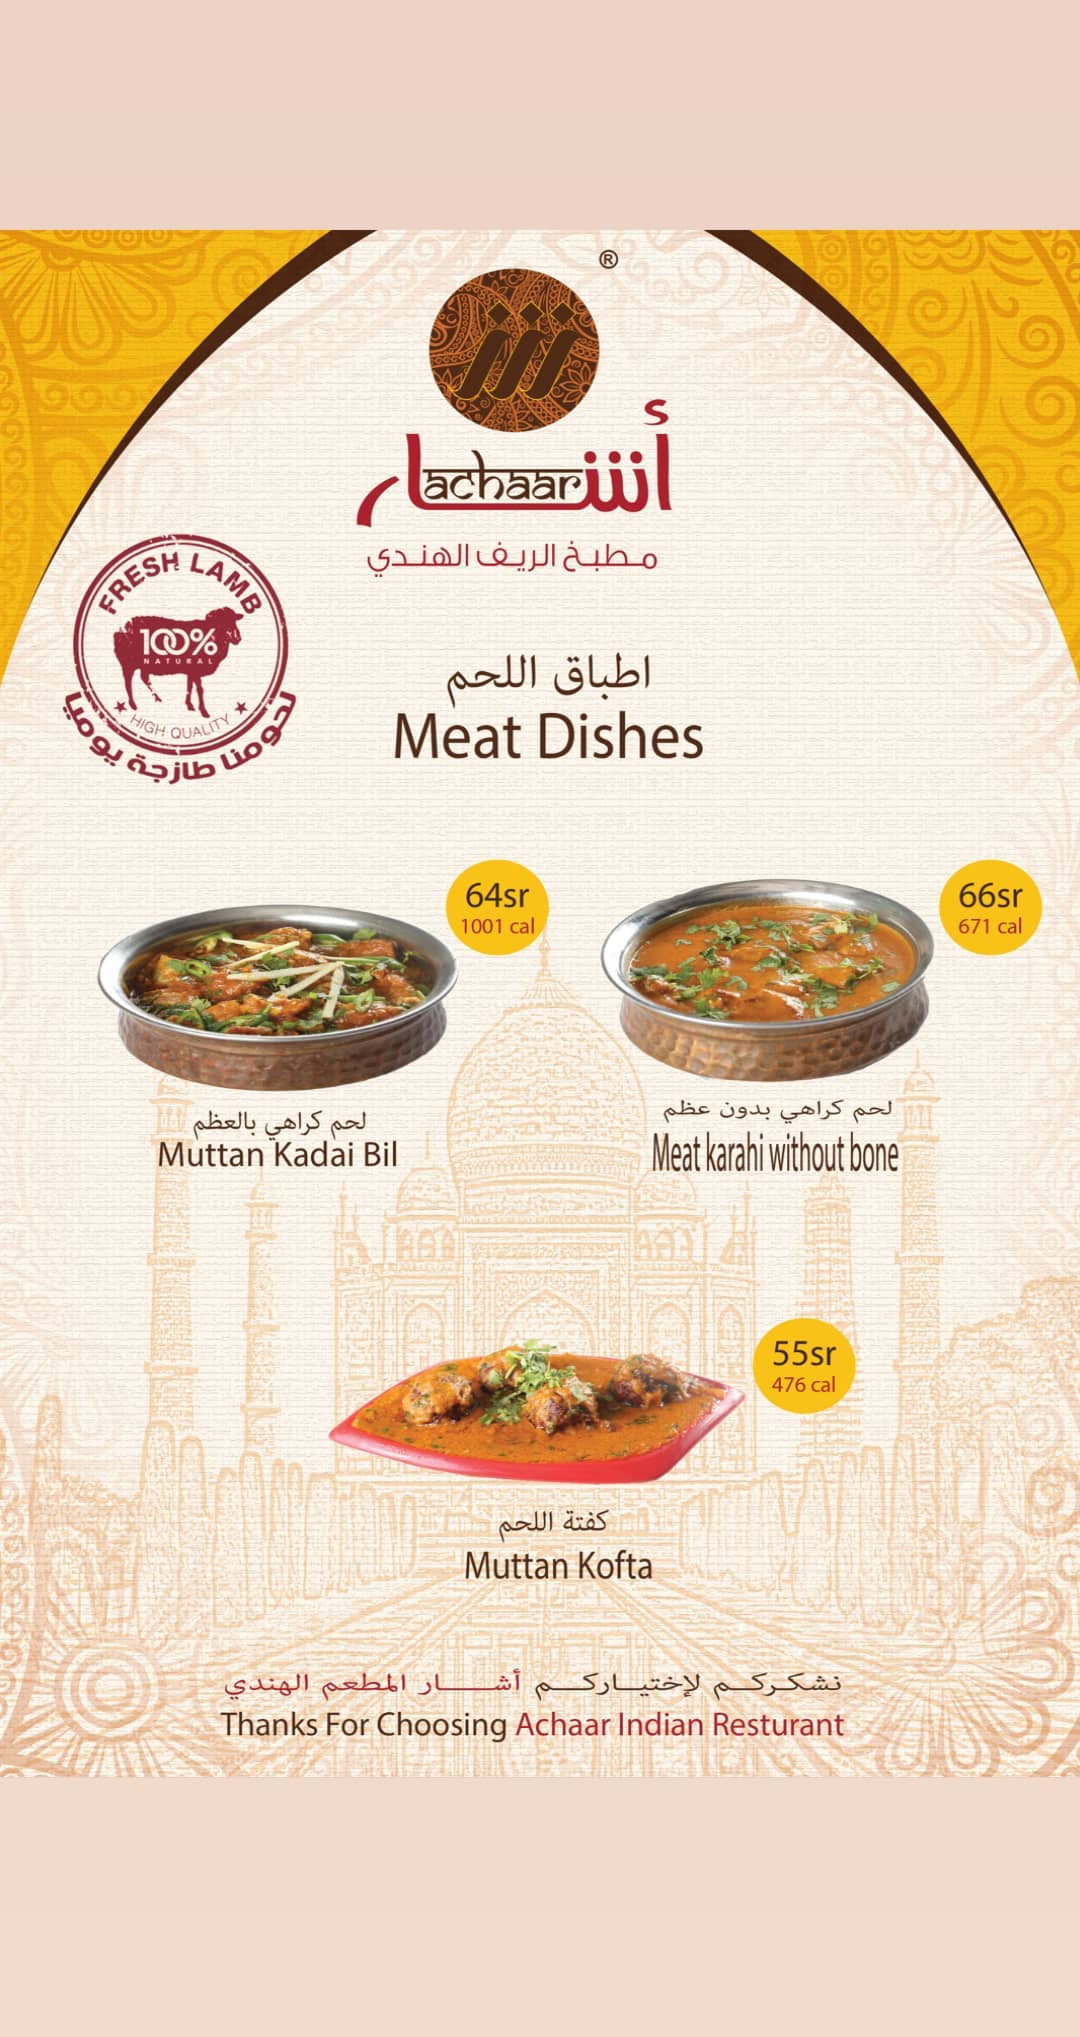 ®
أشار
achaar
مطبخ الريف الهندي
FRESH LAMB
100%
NATURAL
HIGH QUALITY
لحومنا طازجة يوميا
اطباق اللحم
Meat Dishes
64sr
1001 cal
لحم كراهي بالعظم
Muttan Kadai Bil
66sr
671 cal
لحم كراهي بدون عظم
Meat karahi without bone
55sr
476 cal
كفتة اللحم
Muttan Kofta
نشكركم لإختياركم أشار المطعم الهندي
Thanks For Choosing Achaar Indian Resturant